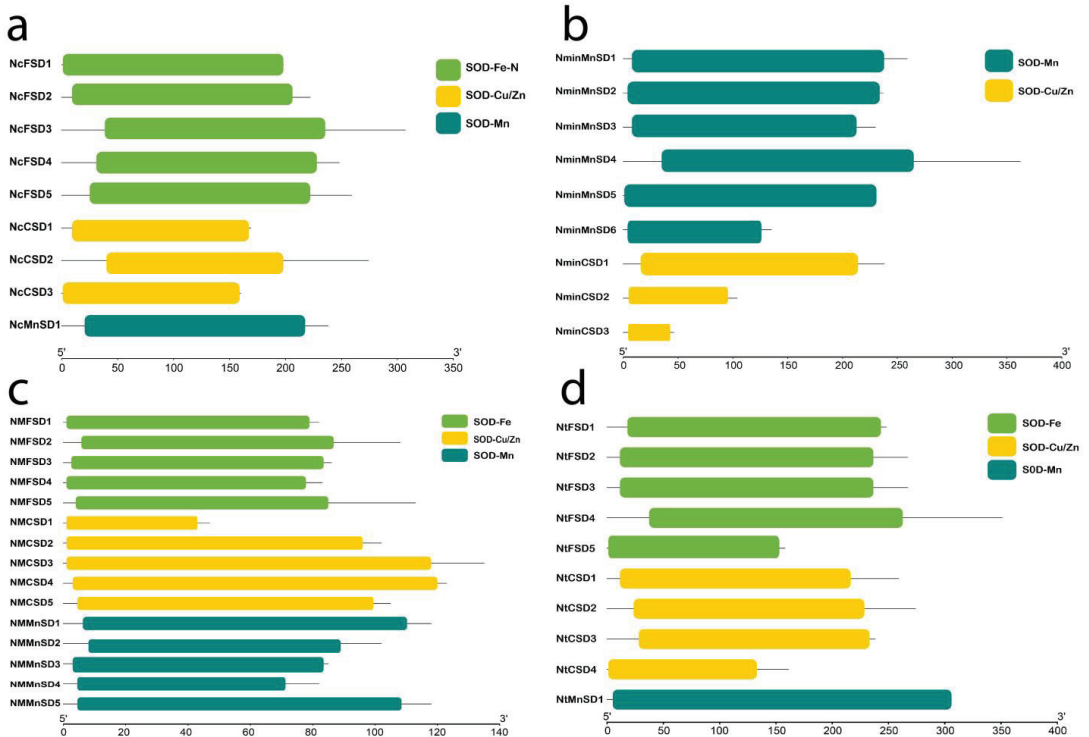 a
NcFSD1
NcFSD2
NcFSD3
NcFSD4
NcFSD5
NcCSD1
NcCSD2
NcCSD3
NcMnSD1
SOD-Fe-N
SOD-Cu/Zn
SOD-Mn
5' 3'
0 50 100 150 200 250 300 350
b
NminMnSD1
NminMnSD2
NminMnSD3
NminMnSD4
NminMnSD5
NminMnSD6
NminCSD1
NminCSD2
NminCSD3
SOD-Mn
SOD-Cu/Zn
5' 3'
0 50 100 150 200 250 300 350 400
c
NMFSD1
NMFSD2
NMFSD3
NMFSD4
NMFSD5
NMCSD1
NMCSD2
NMCSD3
NMCSD4
NMCSD5
NMMnSD1
NMMnSD2
NMMnSD3
NMMnSD4
NMMnSD5
SOD-Fe
SOD-Cu/Zn
SOD-Mn
5' 3'
0 20 40 60 80 100 120 140
d
NtFSD1
NtFSD2
NtFSD3
NtFSD4
NtFSD5
NtCSD1
NtCSD2
NtCSD3
NtCSD4
NtMnSD1
SOD-Fe
SOD-Cu/Zn
S0D-Mn
5' 3'
0 50 100 150 200 250 300 350 400